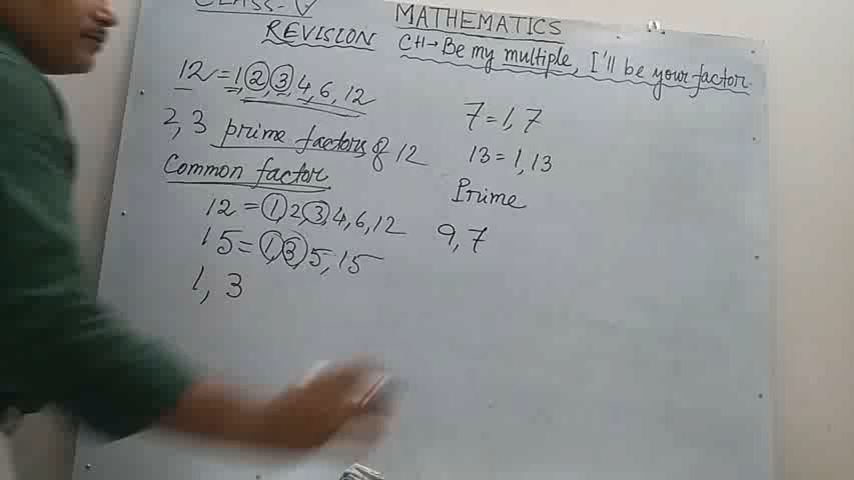 CLASS-V
MATHEMATICS
REVISION
CH→Be my multiple, I'll be your factor.
12=1,2,3,4,6,12
2,3 prime factors of 12
Common factor
12=1,2,3,4,6,12
15=1,3,5,15
1,3
7=1,7
13=1,13
Prime
9,7